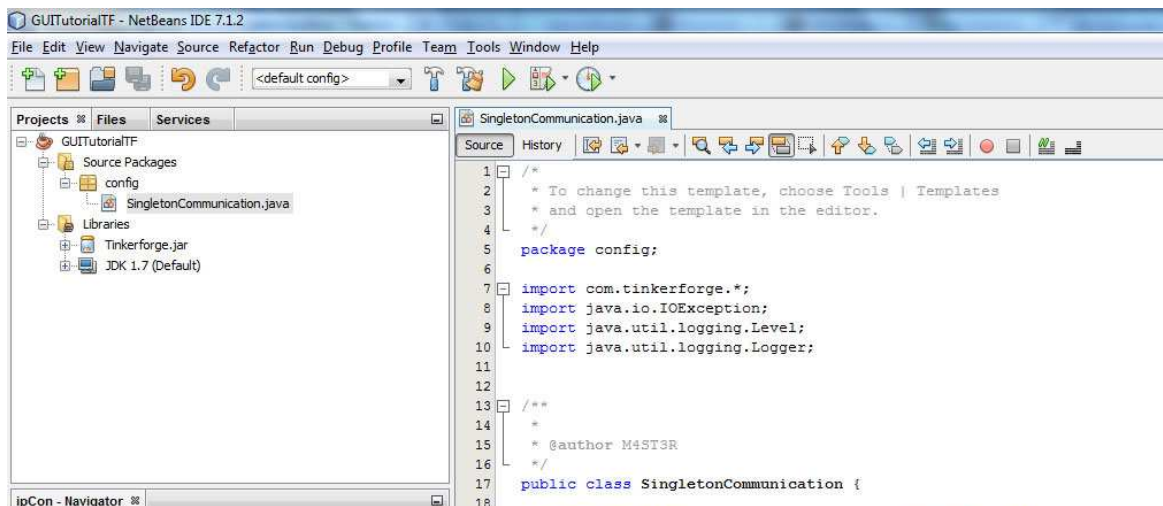 GUITutorialTF - NetBeans IDE 7.1.2
File Edit View Navigate Source Refactor Run Debug Profile Team Tools Window Help
<default config>
Projects Files Services
GUITutorialTF
Source Packages
config
SingletonCommunication.java
Libraries
Tinkerforge.jar
JDK 1.7 (Default)
ipCon - Navigator
SingletonCommunication.java
Source History
1 /*
2 * To change this template, choose Tools | Templates
3 * and open the template in the editor.
4 */
5 package config;
6
7 import com.tinkerforge.*;
8 import java.io.IOException;
9 import java.util.logging.Level;
10 import java.util.logging.Logger;
11
12
13 /**
14 *
15 * @author M4ST3R
16 */
17 public class SingletonCommunication {
18